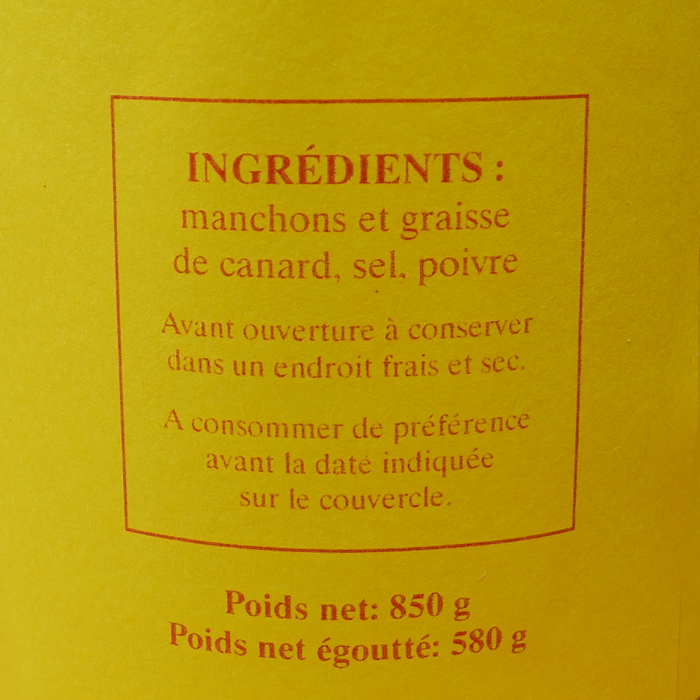 INGRÉDIENTS :
manchons et graisse
de canard, sel, poivre
Avant ouverture à conserver
dans un endroit frais et sec.
A consommer de préférence
avant la date indiquée
sur le couvercle.
Poids net: 850 g
Poids net égoutté: 580 g